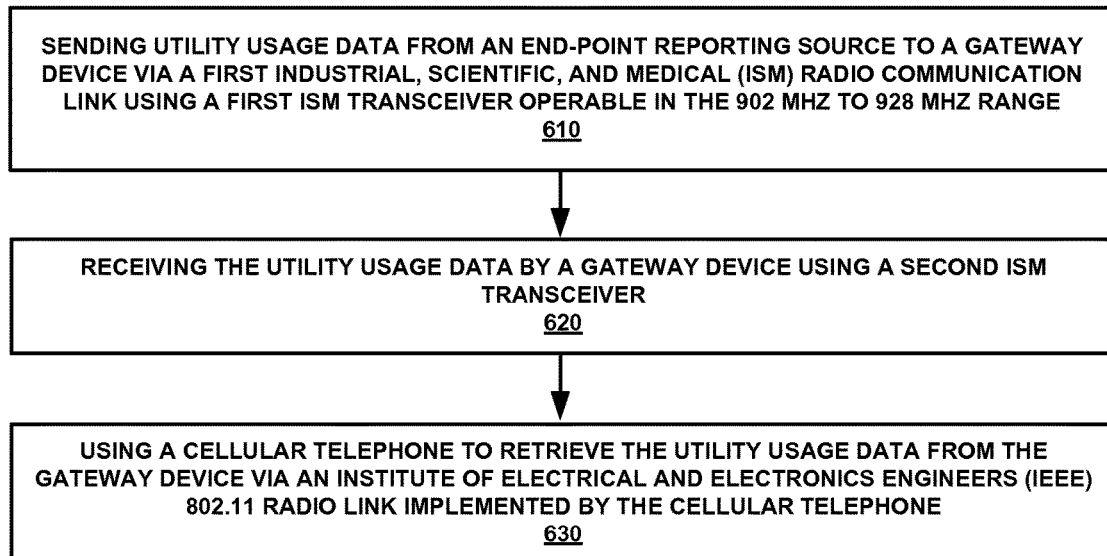 SENDING UTILITY USAGE DATA FROM AN END-POINT REPORTING SOURCE TO A GATEWAY
DEVICE VIA A FIRST INDUSTRIAL, SCIENTIFIC, AND MEDICAL (ISM) RADIO COMMUNICATION
LINK USING A FIRST ISM TRANSCEIVER OPERABLE IN THE 902 MHZ TO 928 MHZ RANGE
610
RECEIVING THE UTILITY USAGE DATA BY A GATEWAY DEVICE USING A SECOND ISM
TRANSCEIVER
620
USING A CELLULAR TELEPHONE TO RETRIEVE THE UTILITY USAGE DATA FROM THE
GATEWAY DEVICE VIA AN INSTITUTE OF ELECTRICAL AND ELECTRONICS ENGINEERS (IEEE)
802.11 RADIO LINK IMPLEMENTED BY THE CELLULAR TELEPHONE
630